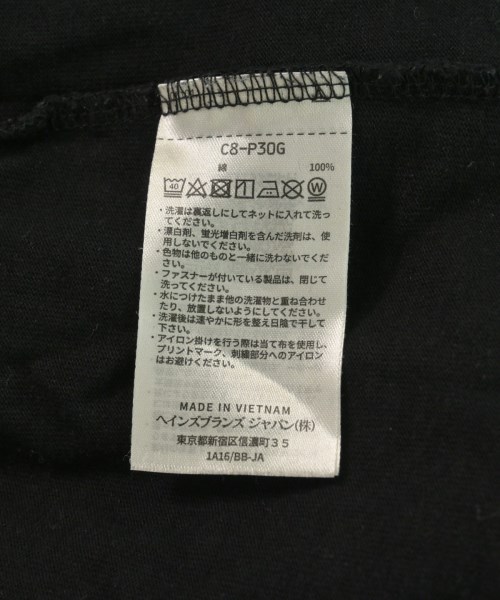 C8-P30G
綿 100%
40
・洗濯は裏返しにしてネットに入れて洗っ
てください。
・漂白剤、蛍光増白剤を含んだ洗剤は、使
用しないでください。
・色物は他のものと一緒に洗わないでくだ
さい。
・ファスナーが付いている製品は、閉じて
洗ってください。
・水につけたまま他の洗濯物と重ね合わせ
たり、放置しないようにしてください。
・洗濯後は速やかに形を整え日陰で干して
下さい。
・アイロン掛けを行う際は当て布を使用し、
プリントマーク、刺繍部分へのアイロン
はお避けください。
MADE IN VIETNAM
ヘインズブランズ ジャパン(株)
東京都新宿区信濃町35
1A16/BB-JA